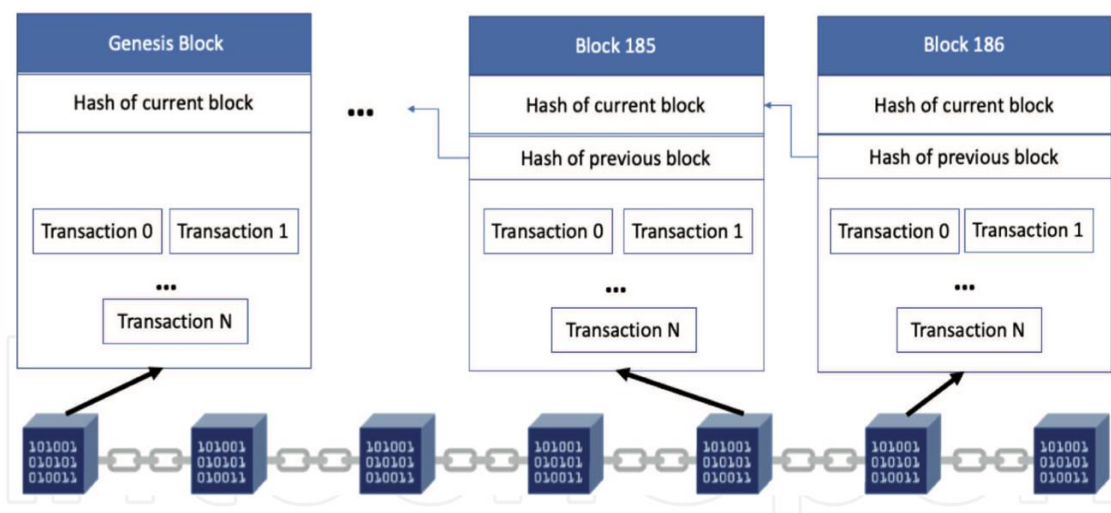 Genesis Block
Hash of current block
Transaction 0 Transaction 1
...
Transaction N
...
Block 185
Hash of current block
Hash of previous block
Transaction 0 Transaction 1
...
Transaction N
Block 186
Hash of current block
Hash of previous block
Transaction 0 Transaction 1
...
Transaction N
101001
010101
010011
101001
010101
010011
101001
010101
010011
101001
010101
010011
101001
010101
010011
101001
010101
010011
101001
010101
010011